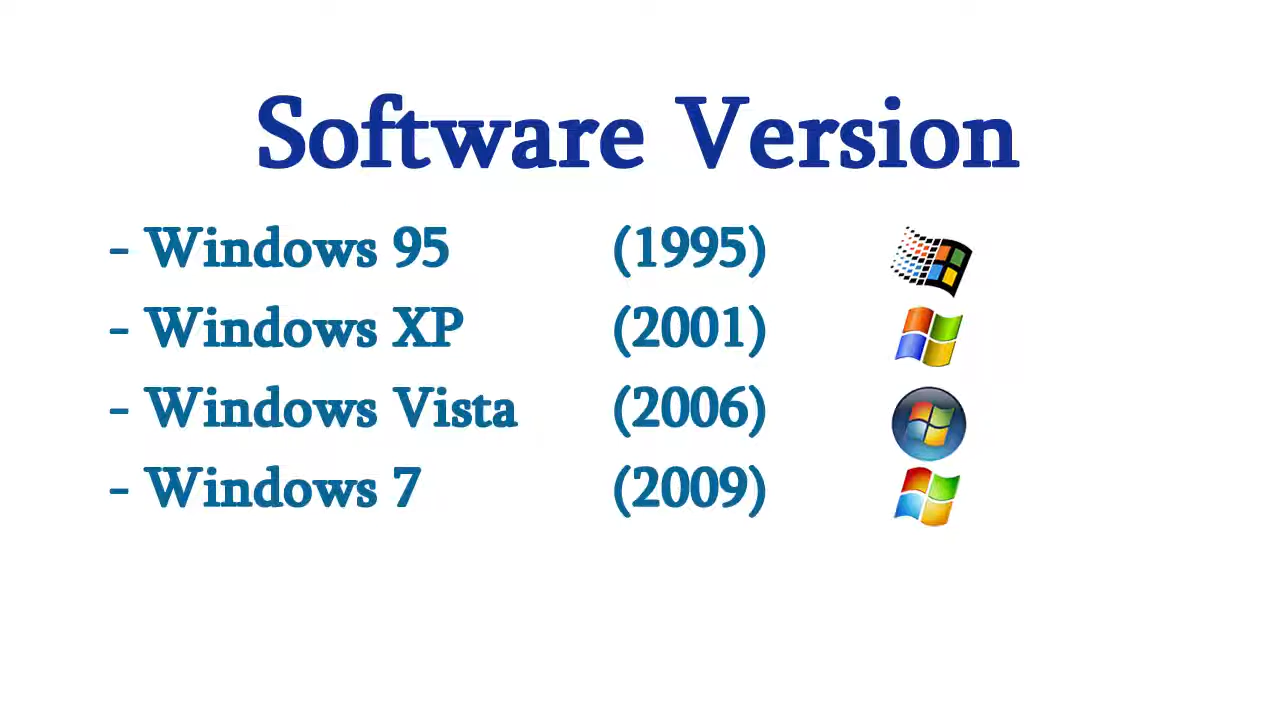 Software Version
- Windows 95 (1995)
- Windows XP (2001)
- Windows Vista (2006)
- Windows 7 (2009)